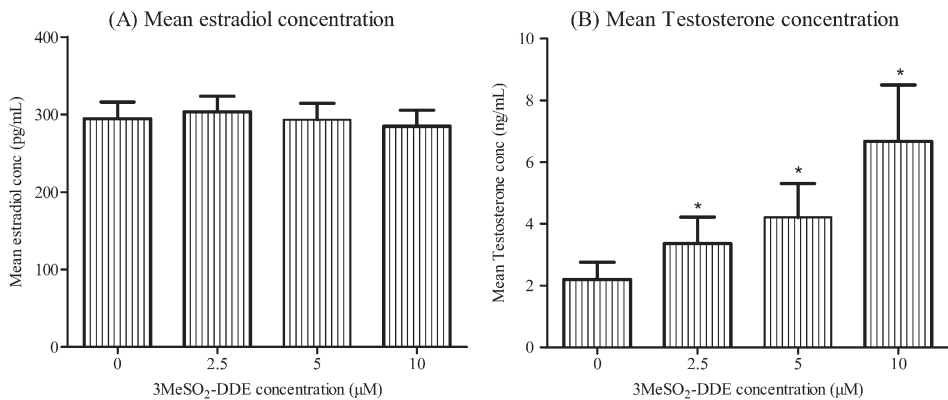 (A) Mean estradiol concentration
Mean estradiol conc (pg/mL)
400
300
200
100
0
0 2.5 5 10
3MeSO₂-DDE concentration (μM)
(B) Mean Testosterone concentration
Mean Testosterone conc (ng/mL)
10
8
6
4
2
0
* * *
0 2.5 5 10
3MeSO₂-DDE concentration (μM)